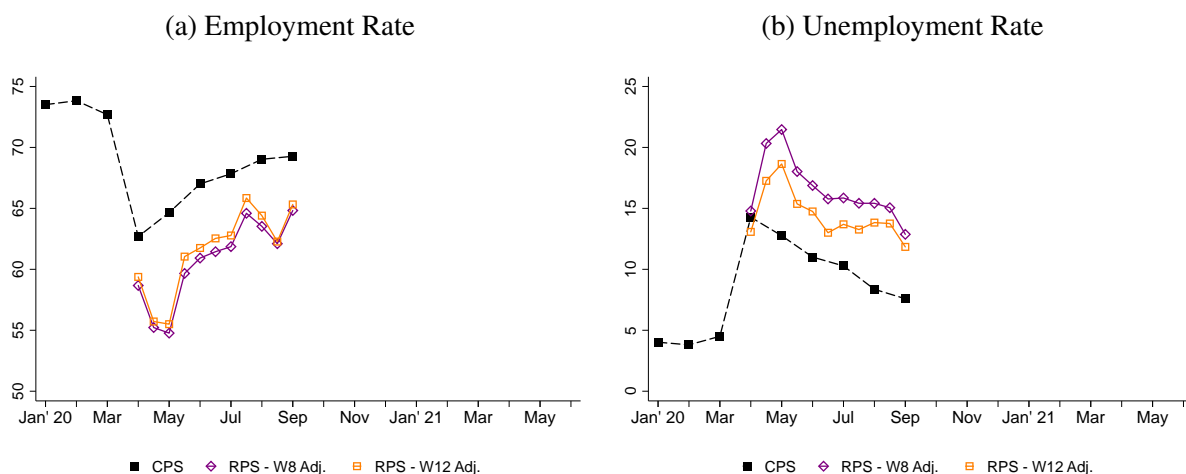 (a) Employment Rate
75
70
65
60
55
50
Jan' 20 Mar May Jul Sep Nov Jan' 21 Mar May
CPS RPS - W8 Adj. RPS - W12 Adj.
(b) Unemployment Rate
25
20
15
10
5
0
Jan' 20 Mar May Jul Sep Nov Jan' 21 Mar May
CPS RPS - W8 Adj. RPS - W12 Adj.